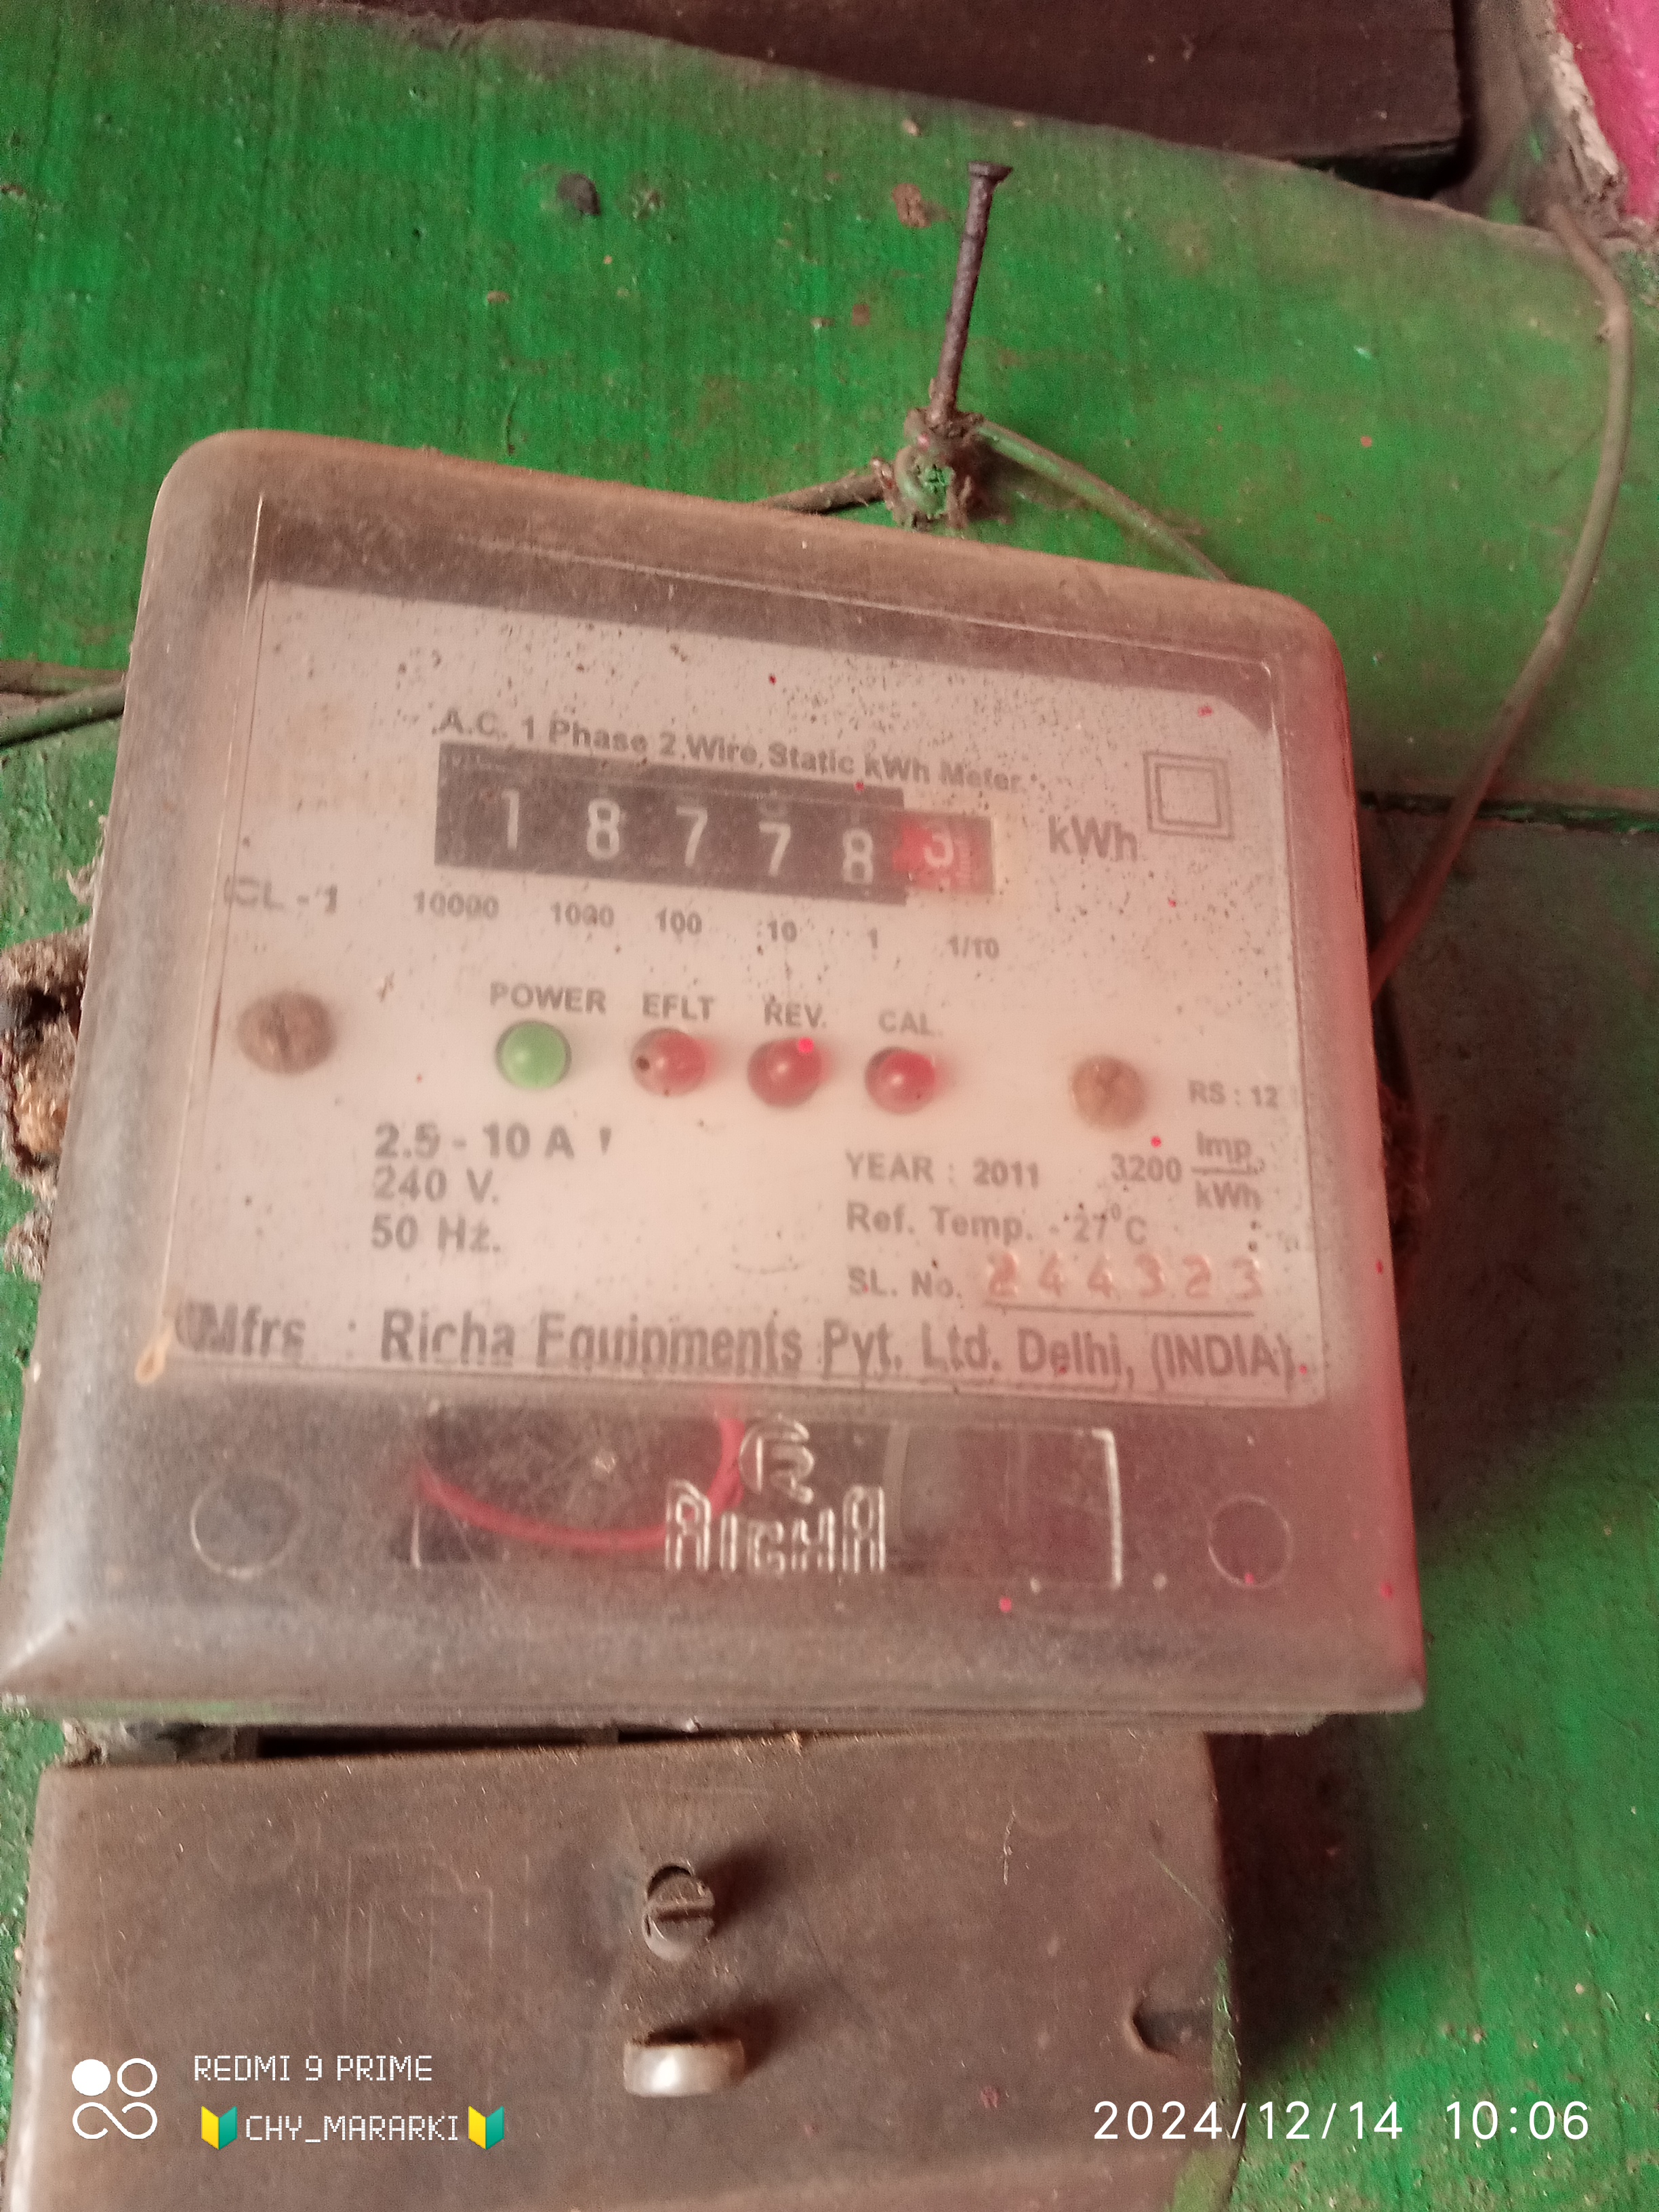 A.C. 1 Phase 2 Wire Static kWh Meter
1 8 7 7 8 3 kWh
CL - 1 10000 1000 100 10 1 1/10
POWER EFLT REV. CAL.
RS : 12
2.5 - 10 A
240 V.
50 Hz.
YEAR : 2011 3200 Imp/kWh
Ref. Temp. - 27°C
SL. No. 244323
Mfrs : Richa Equipments Pvt. Ltd. Delhi, (INDIA).
R
RICHA
REDMI 9 PRIME
🔰CHY_MARARKI🔰
2024/12/14 10:06